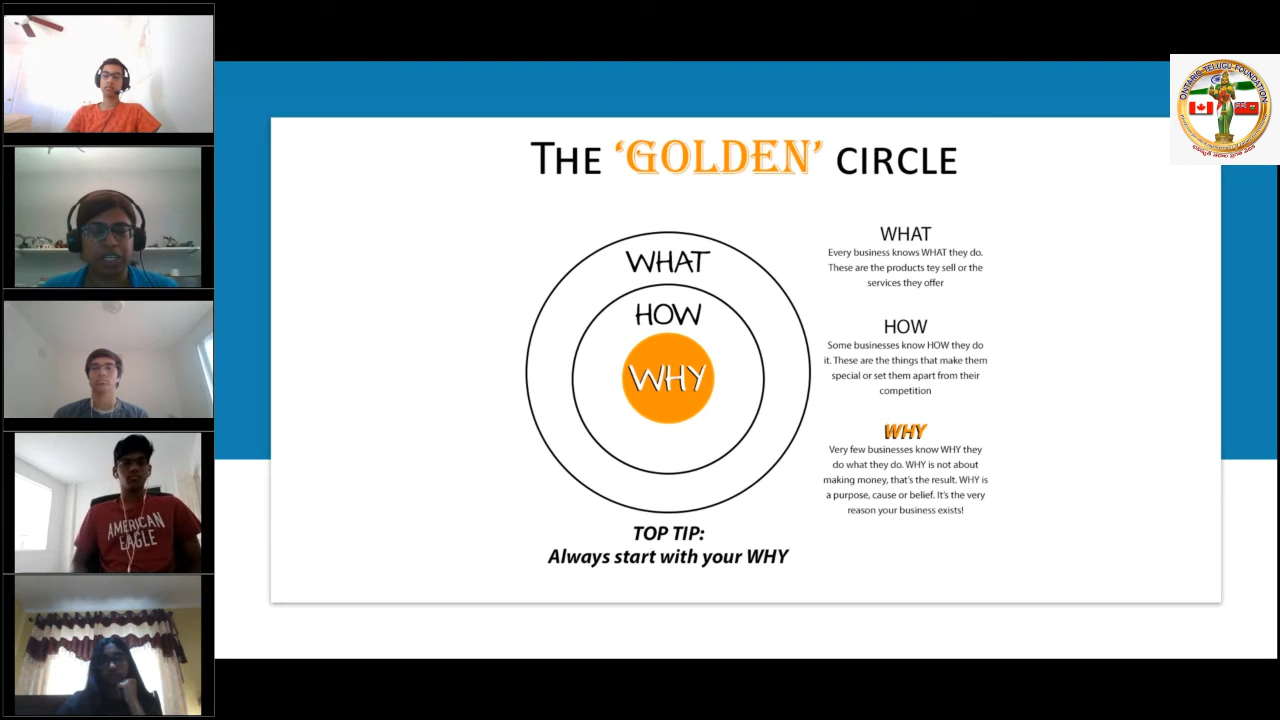 ONTARIO TELUGU FOUNDATION
THE ‘GOLDEN’ CIRCLE
WHAT
HOW
WHY
TOP TIP:
Always start with your WHY
WHAT
Every business knows WHAT they do.
These are the products tey sell or the
services they offer
HOW
Some businesses know HOW they do
it. These are the things that make them
special or set them apart from their
competition
WHY
Very few businesses know WHY they
do what they do. WHY is not about
making money, that's the result. WHY is
a purpose, cause or belief. It's the very
reason your business exists!
AMERICAN
EAGLE